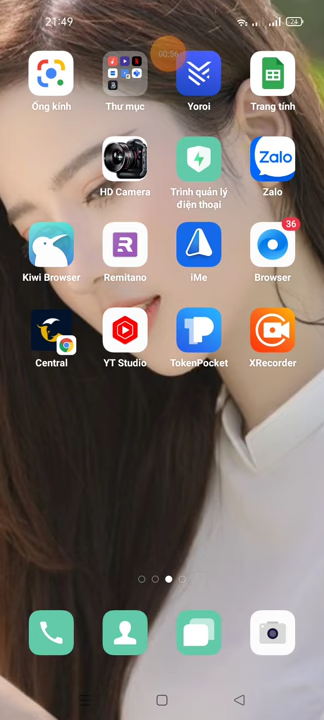 21:49
24
00:56
Ống kính
Thư mục
Yoroi
Trang tính
HD Camera
Trình quản lý
điện thoại
Zalo
Zalo
Kiwi Browser
Remitano
iMe
36
Browser
Central
YT Studio
TokenPocket
XRecorder